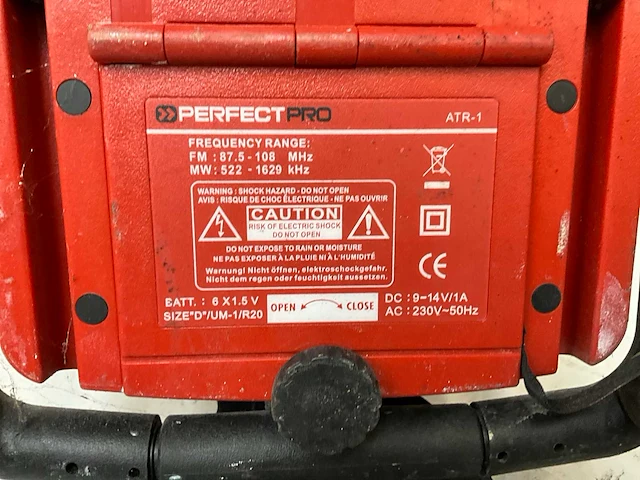 PERFECTPRO
ATR-1
FREQUENCY RANGE:
FM : 87.5 - 108 MHz
MW : 522 - 1629 kHz
WARNING : SHOCK HAZARD - DO NOT OPEN
AVIS : RISQUE DE CHOC ÉLECTRIQUE - NE PAS OUVRIR
CAUTION
RISK OF ELECTRIC SHOCK
DO NOT OPEN
DO NOT EXPOSE TO RAIN OR MOISTURE
NE PAS EXPOSER À LA PLUIE NI À L'HUMIDITÉ
Warnung! Nicht öffnen, elektroschockgefahr.
Nicht dem regen oder feuchtigkeit aussetzen.
CE
BATT. : 6 X 1.5 V
SIZE"D"/UM-1/R20
OPEN CLOSE
DC : 9-14V/1A
AC : 230V~50Hz